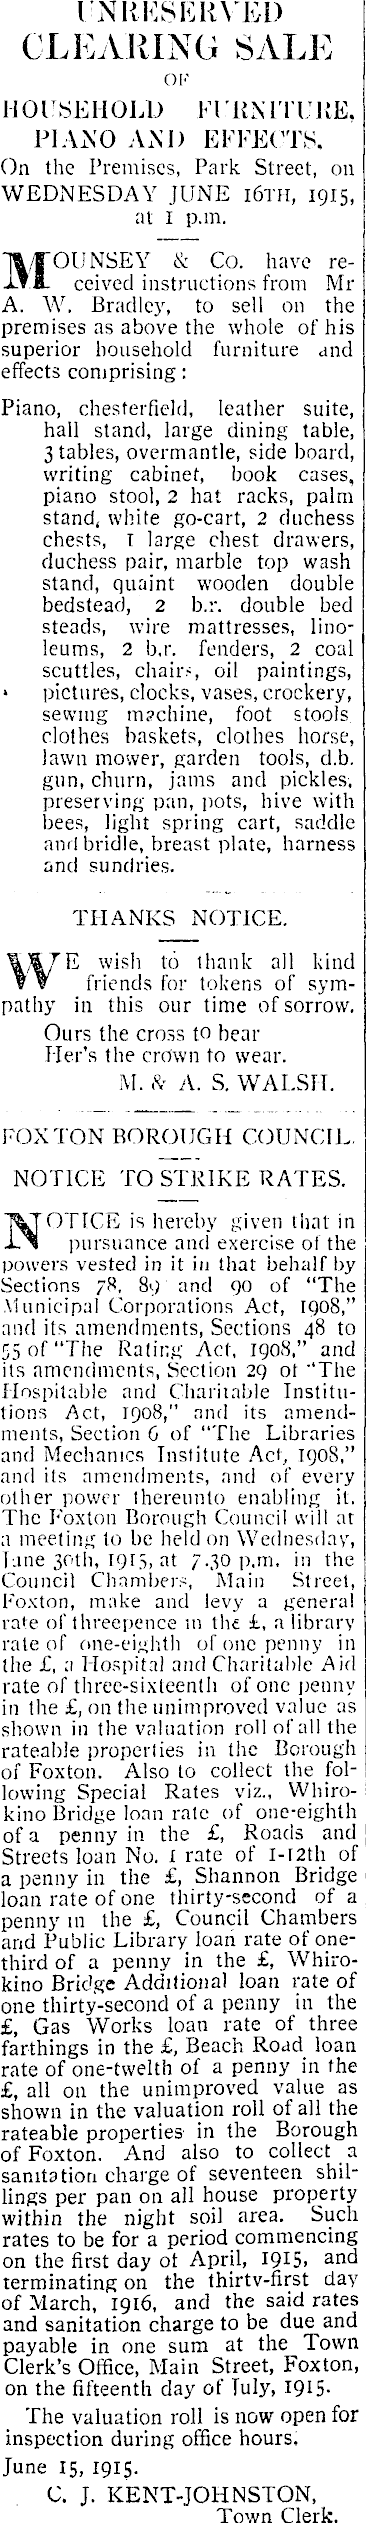 UNRESERVED
CLEARING SALE
OF
HOUSEHOLD FURNITURE,
PIANO AND EFFECTS.
On the Premises, Park Street, on
WEDNESDAY JUNE 16TH, 1915,
at 1 p.m.
MOUNSEY & Co. have re-
ceived instructions from Mr
A. W. Bradley, to sell on the
premises as above the whole of his
superior household furniture and
effects comprising:
Piano, chesterfield, leather suite,
hall stand, large dining table,
3 tables, overmantle, side board,
writing cabinet, book cases,
piano stool, 2 hat racks, palm
stand, white go-cart, 2 duchess
chests, 1 large chest drawers,
duchess pair, marble top wash
stand, quaint wooden double
bedstead, 2 b.r. double bed
steads, wire mattresses, lino-
leums, 2 b.r. fenders, 2 coal
scuttles, chairs, oil paintings,
pictures, clocks, vases, crockery,
sewing machine, foot stools
clothes baskets, clothes horse,
lawn mower, garden tools, d.b.
gun, churn, jams and pickles,
preserving pan, pots, hive with
bees, light spring cart, saddle
and bridle, breast plate, harness
and sundries.
THANKS NOTICE.
WE wish to thank all kind
friends for tokens of sym-
pathy in this our time of sorrow.
Ours the cross to bear
Her's the crown to wear.
M. & A. S. WALSH.
FOXTON BOROUGH COUNCIL.
NOTICE TO STRIKE RATES.
NOTICE is hereby given that in
pursuance and exercise of the
powers vested in it in that behalf by
Sections 78, 89 and 90 of "The
Municipal Corporations Act, 1908,"
and its amendments, Sections 48 to
55 of "The Rating Act, 1908," and
its amendments, Section 29 of "The
Hospitable and Charitable Institu-
tions Act, 1908," and its amend-
ments, Section 6 of "The Libraries
and Mechanics Institute Act, 1908,"
and its amendments, and of every
other power thereunto enabling it.
The Foxton Borough Council will at
a meeting to be held on Wednesday,
June 30th, 1915, at 7.30 p.m. in the
Council Chambers, Main Street,
Foxton, make and levy a general
rate of threepence in the £, a library
rate of one-eighth of one penny in
the £, a Hospital and Charitable Aid
rate of three-sixteenth of one penny
in the £, on the unimproved value as
shown in the valuation roll of all the
rateable properties in the Borough
of Foxton. Also to collect the fol-
lowing Special Rates viz., Whiro-
kino Bridge loan rate of one-eighth
of a penny in the £, Roads and
Streets loan No. 1 rate of 1-12th of
a penny in the £, Shannon Bridge
loan rate of one thirty-second of a
penny in the £, Council Chambers
and Public Library loan rate of one-
third of a penny in the £, Whiro-
kino Bridge Additional loan rate of
one thirty-second of a penny in the
£, Gas Works loan rate of three
farthings in the £, Beach Road loan
rate of one-twelth of a penny in the
£, all on the unimproved value as
shown in the valuation roll of all the
rateable properties in the Borough
of Foxton. And also to collect a
sanitation charge of seventeen shil-
lings per pan on all house property
within the night soil area. Such
rates to be for a period commencing
on the first day of April, 1915, and
terminating on the thirty-first day
of March, 1916, and the said rates
and sanitation charge to be due and
payable in one sum at the Town
Clerk's Office, Main Street, Foxton,
on the fifteenth day of July, 1915.
The valuation roll is now open for
inspection during office hours.
June 15, 1915.
C. J. KENT-JOHNSTON,
Town Clerk.